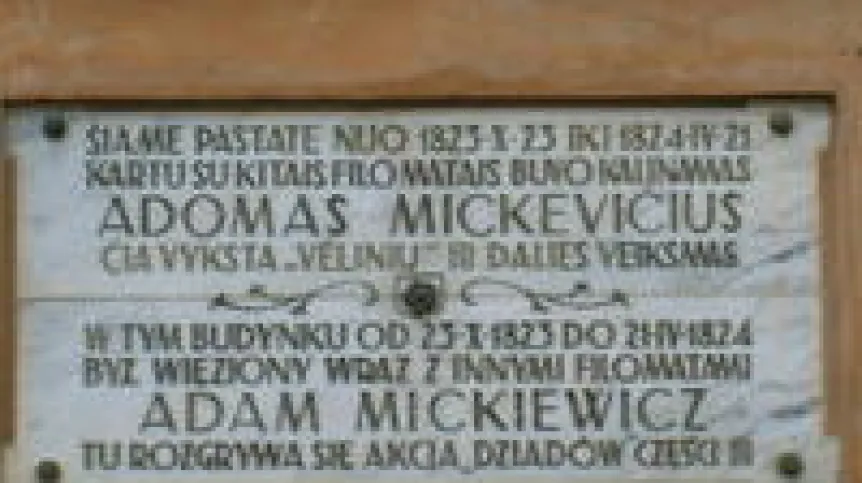 ŠIAME PASTATE NUO 1823-X-23 IKI 1824-IV-21
KARTU SU KITAIS FILOMATAIS BUVO KALINAMAS
ADOMAS MICKEVIČIUS
ČIA VYKSTA „VĖLINIŲ" III DALIES VEIKSMAS
W TYM BUDYNKU OD 23-X-1823 DO 21-IV-1824
BYŁ WIĘZIONY WRAZ Z INNYMI FILOMATAMI
ADAM MICKIEWICZ
TU ROZGRYWA SIĘ AKCJA „DZIADÓW CZĘŚCI III